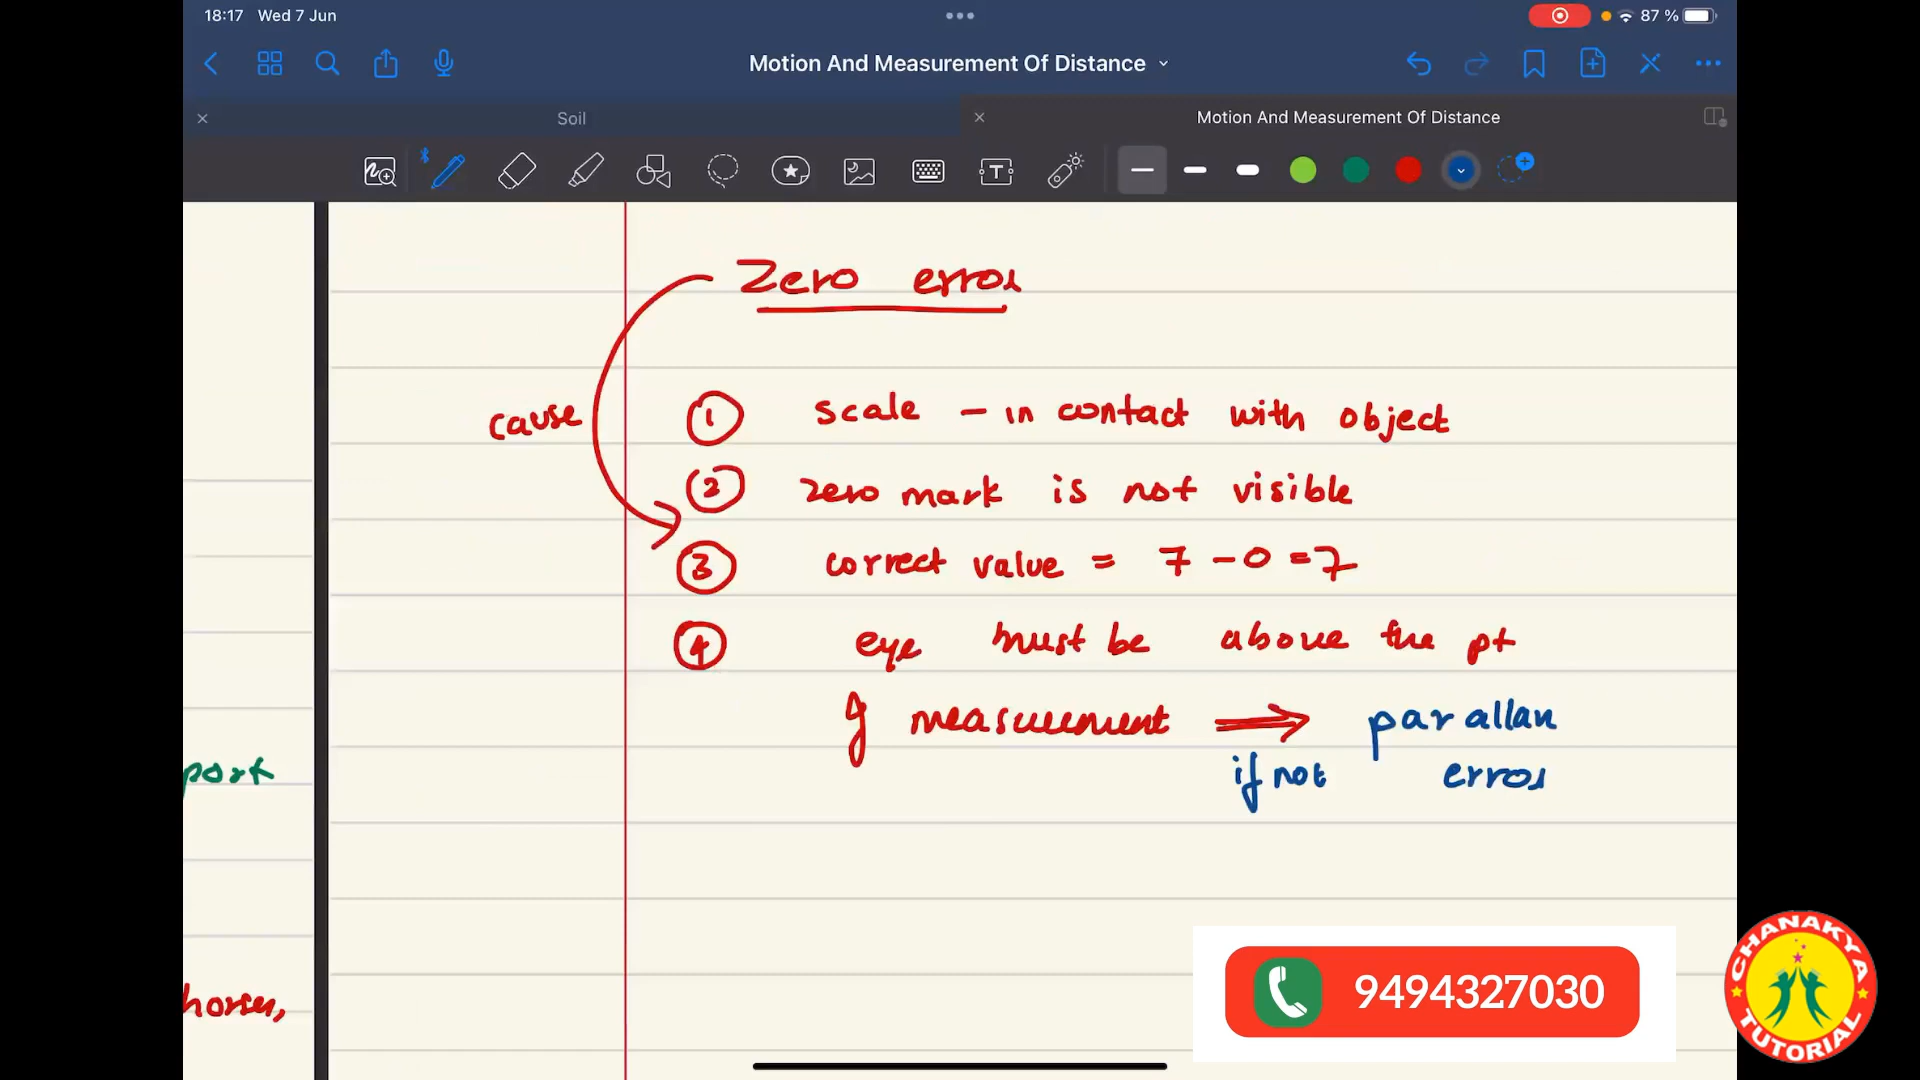 18:17 Wed 7 Jun
87 %
Motion And Measurement Of Distance
Soil
Motion And Measurement Of Distance
Zero error
cause
1 scale - in contact with object
2 zero mark is not visible
3 correct value = 7 - 0 = 7
4 eye must be above the pt
of measurement ⇒ parallax
if not error
port
horses,
9494327030
CHANAKYA
TUTORIAL